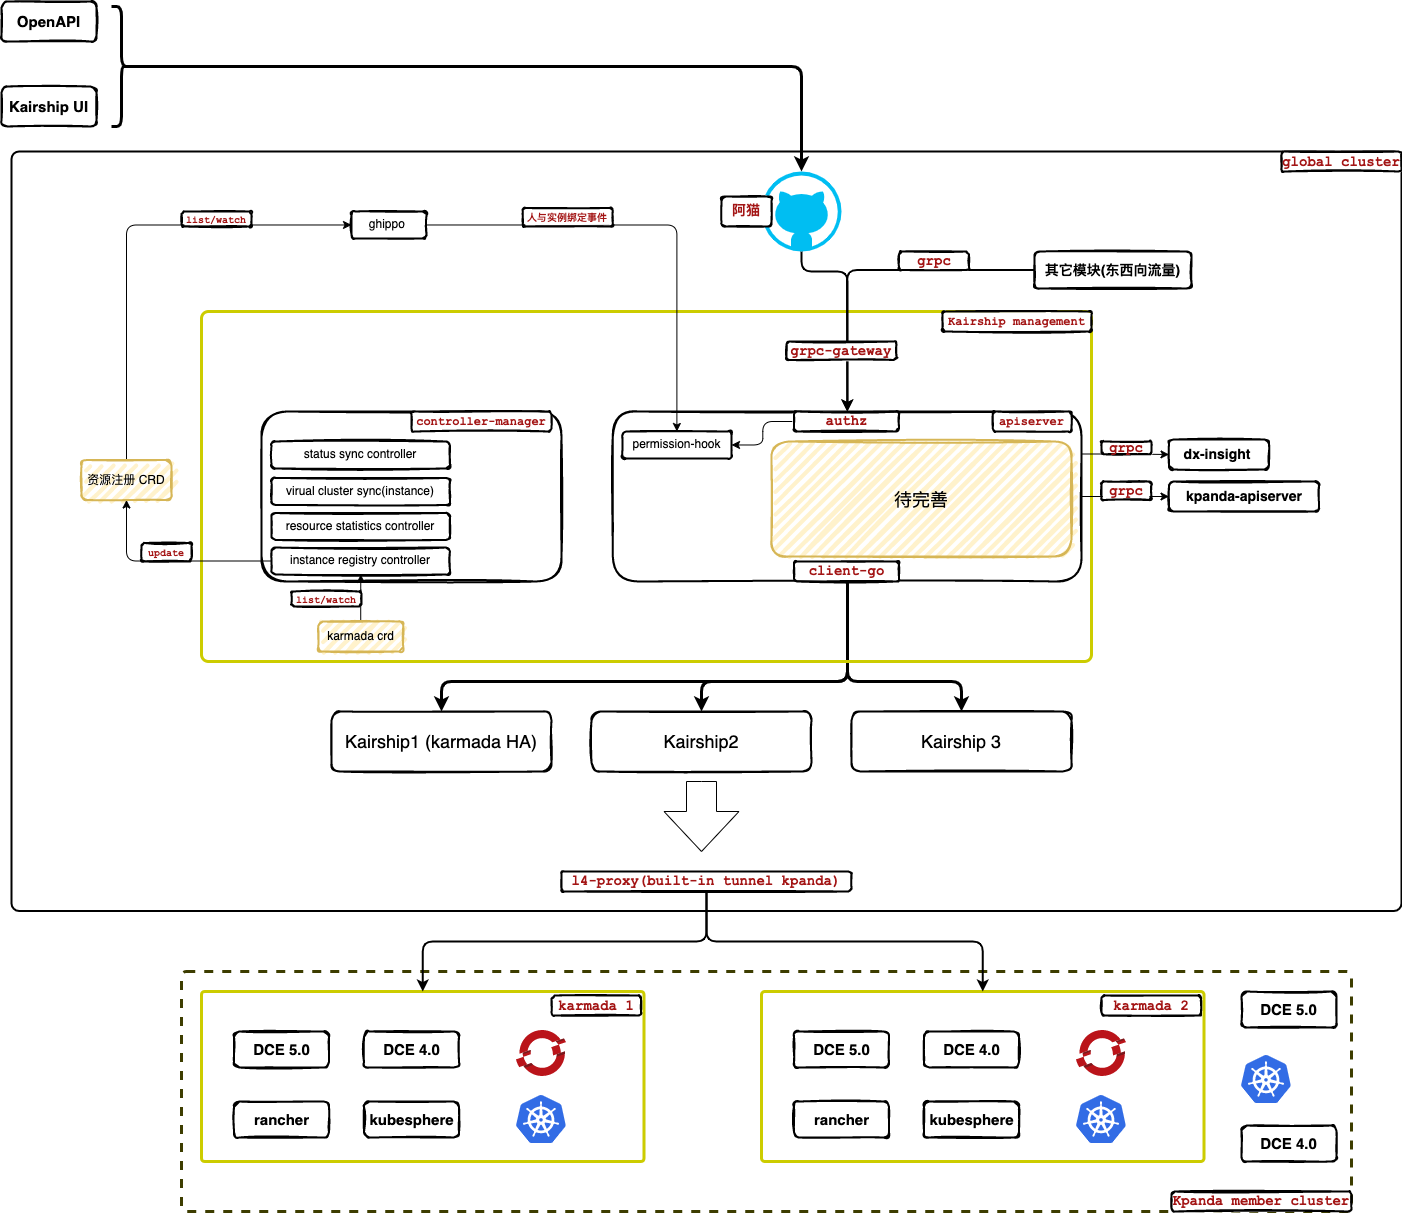 OpenAPI
Kairship UI
global cluster
阿猫
list/watch
ghippo
人与实例绑定事件
grpc
其它模块(东西向流量)
Kairship management
grpc-gateway
controller-manager
authz
apiserver
status sync controller
permission-hook
grpc
dx-insight
资源注册 CRD
virual cluster sync(instance)
待完善
grpc
kpanda-apiserver
resource statistics controller
update
instance registry controller
client-go
list/watch
karmada crd
Kairship1 (karmada HA)
Kairship2
Kairship 3
l4-proxy(built-in tunnel kpanda)
karmada 1
karmada 2
DCE 5.0
DCE 5.0
DCE 4.0
DCE 5.0
DCE 4.0
rancher
kubesphere
rancher
kubesphere
DCE 4.0
Kpanda member cluster